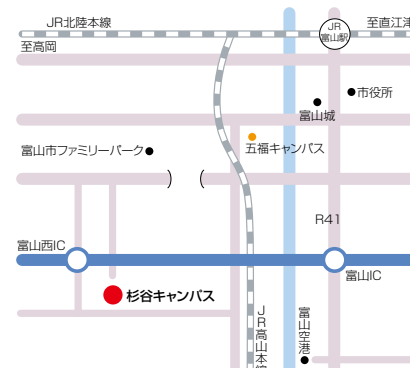 JR北陸本線
JR
富山駅
至直江津
至高岡
市役所
富山城
五福キャンパス
富山市ファミリーパーク
R41
富山西IC
富山IC
杉谷キャンパス
JR高山本線
富山空港